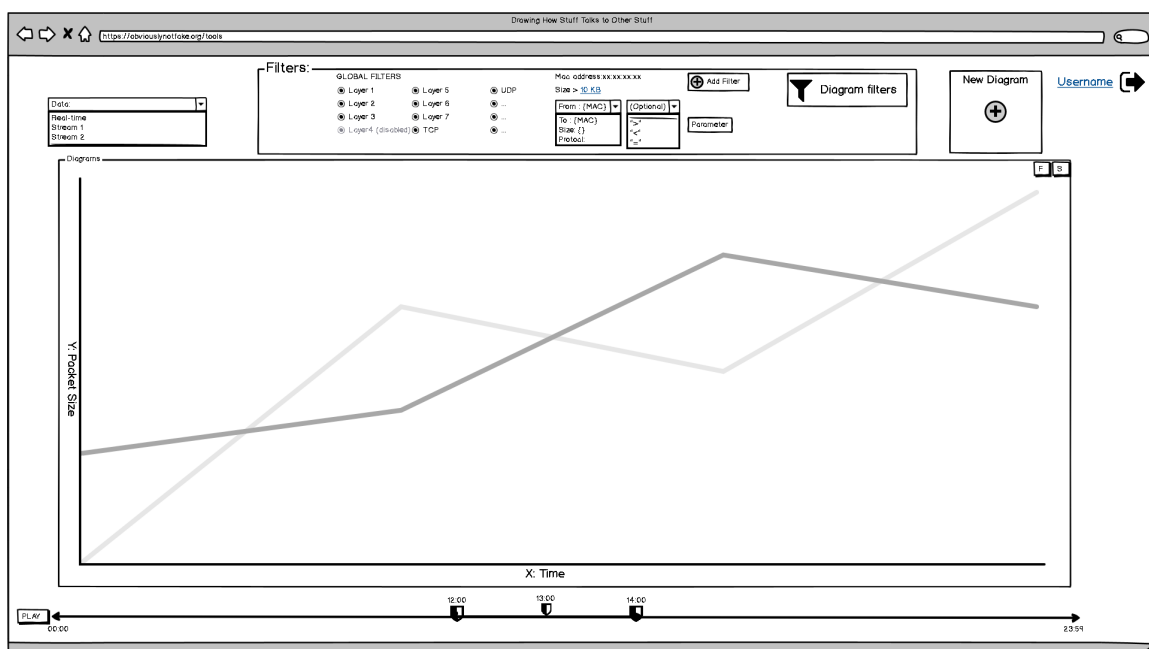 Drawing How Stuff Talks to Other Stuff
https://obviouslynotfake.org/tools
Filters:
GLOBAL FILTERS
Layer 1
Layer 2
Layer 3
Layer4 (disabled)
Layer 5
Layer 6
Layer 7
TCP
UDP
...
...
...
Mac address:xx:xx:xx:xx
Size > 10 KB
From : {MAC}
To : {MAC}
Size: {}
Protocol:
(Optional)
">"
"<"
"="
Add Filter
Parameter
Diagram filters
New Diagram
Username
Data:
Real-time
Stream 1
Stream 2
Diagrams
F
S
Y: Packet Size
X: Time
PLAY
00:00
12:00
13:00
14:00
23:59